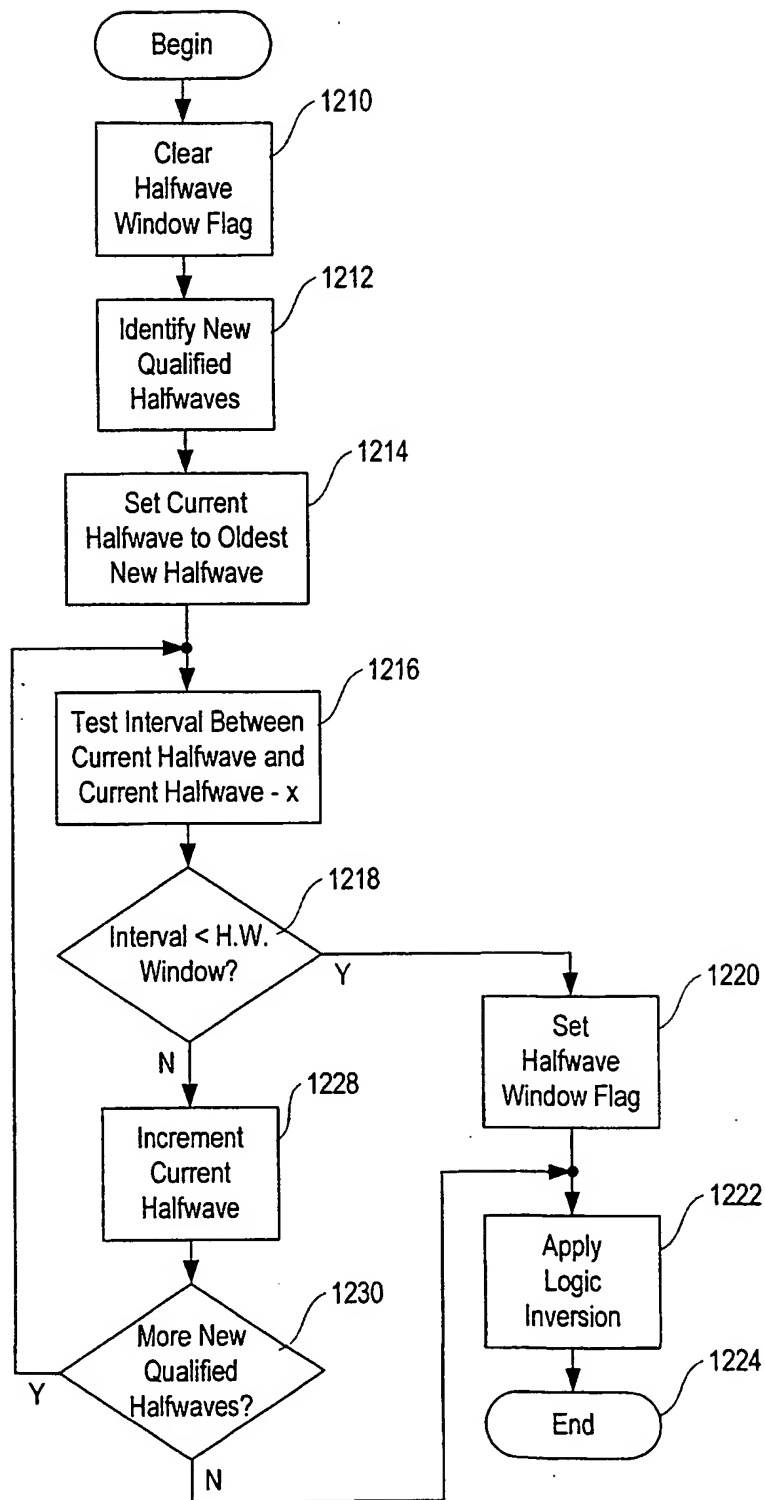 Begin
1210
Clear
Halfwave
Window Flag
1212
Identify New
Qualified
Halfwaves
1214
Set Current
Halfwave to Oldest
New Halfwave
1216
Test Interval Between
Current Halfwave and
Current Halfwave - x
1218
Interval < H.W.
Window?
Y
N
1220
Set
Halfwave
Window Flag
1228
Increment
Current
Halfwave
1222
Apply
Logic
Inversion
1230
More New
Qualified
Halfwaves?
Y
N
1224
End